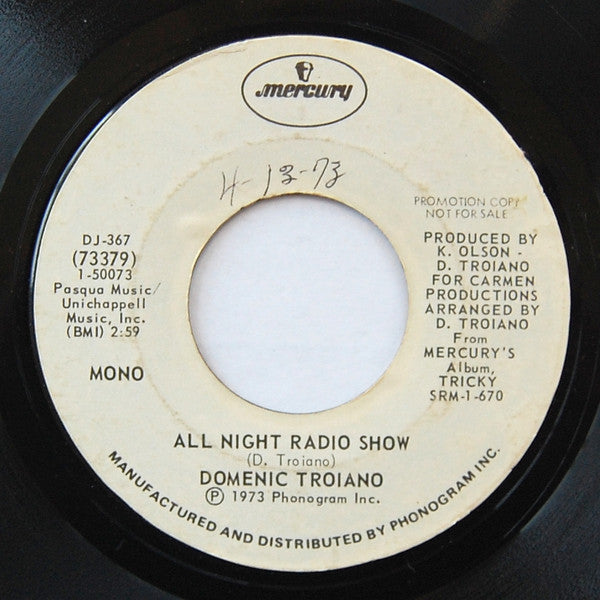 mercury
4-13-73
PROMOTION COPY
NOT FOR SALE
DJ-367
(73379)
1-50073
Pasqua Music/
Unichappell
Music, Inc.
(BMI) 2:59
MONO
PRODUCED BY
K. OLSON -
D. TROIANO
FOR CARMEN
PRODUCTIONS
ARRANGED BY
D. TROIANO
From
MERCURY'S
Album,
TRICKY
SRM-1-670
ALL NIGHT RADIO SHOW
(D. Troiano)
DOMENIC TROIANO
Ⓟ 1973 Phonogram Inc.
MANUFACTURED AND DISTRIBUTED BY PHONOGRAM INC.